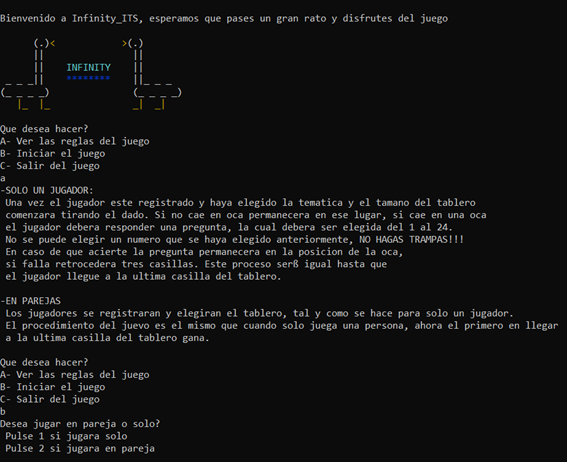 Bienvenido a Infinity_ITS, esperamos que pases un gran rato y disfrutes del juego
(.)<            >(.)
||                ||
||    INFINITY    ||
_ _ _||    ********    ||_ _ _
(_ _ _ _)               (_ _ _ _)
|_  |_               _|  _|
Que desea hacer?
A- Ver las reglas del juego
B- Iniciar el juego
C- Salir del juego
a
-SOLO UN JUGADOR:
Una vez el jugador este registrado y haya elegido la tematica y el tamano del tablero
comenzara tirando el dado. Si no cae en oca permanecera en ese lugar, si cae en una oca
el jugador debera responder una pregunta, la cual debera ser elegida del 1 al 24.
No se puede elegir un numero que se haya elegido anteriormente, NO HAGAS TRAMPAS!!!
En caso de que acierte la pregunta permanecera en la posicion de la oca,
si falla retrocedera tres casillas. Este proceso serß igual hasta que
el jugador llegue a la ultima casilla del tablero.
-EN PAREJAS
Los jugadores se registraran y elegiran el tablero, tal y como se hace para solo un jugador.
El procedimiento del juevo es el mismo que cuando solo juega una persona, ahora el primero en llegar
a la ultima casilla del tablero gana.
Que desea hacer?
A- Ver las reglas del juego
B- Iniciar el juego
C- Salir del juego
b
Desea jugar en pareja o solo?
Pulse 1 si jugara solo
Pulse 2 si jugara en pareja